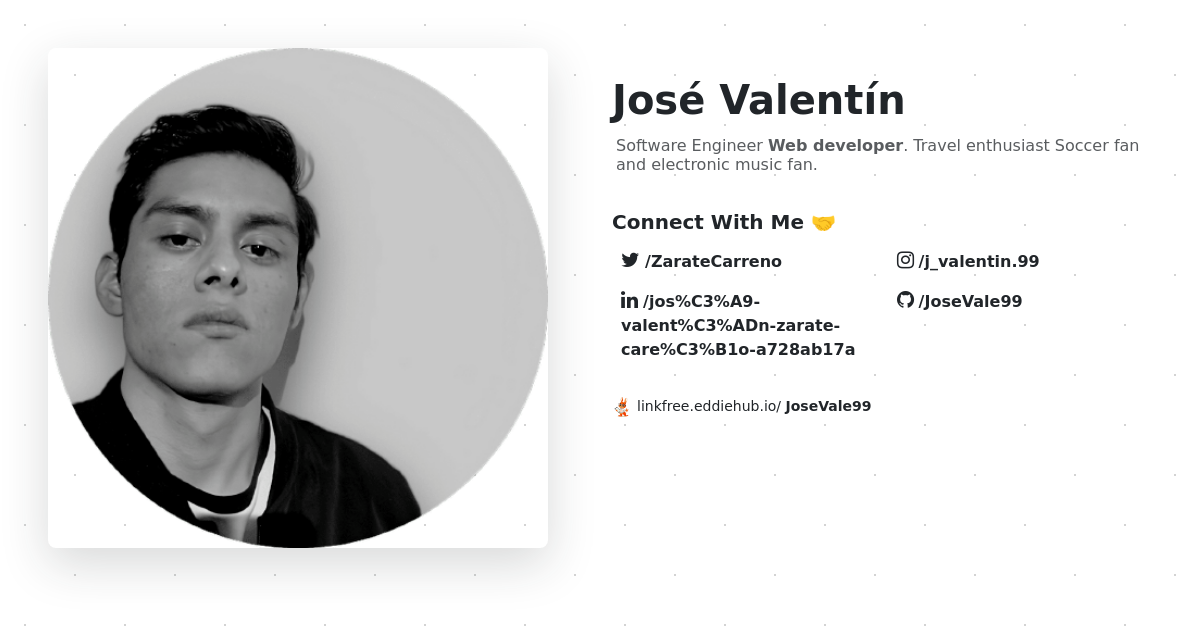 José Valentín
Software Engineer Web developer. Travel enthusiast Soccer fan
and electronic music fan.
Connect With Me 🤝
/ZarateCarreno
/j_valentin.99
/jos%C3%A9-
valent%C3%ADn-zarate-
carre%C3%B1o-a728ab17a
/JoseVale99
linkfree.eddiehub.io/ JoseVale99